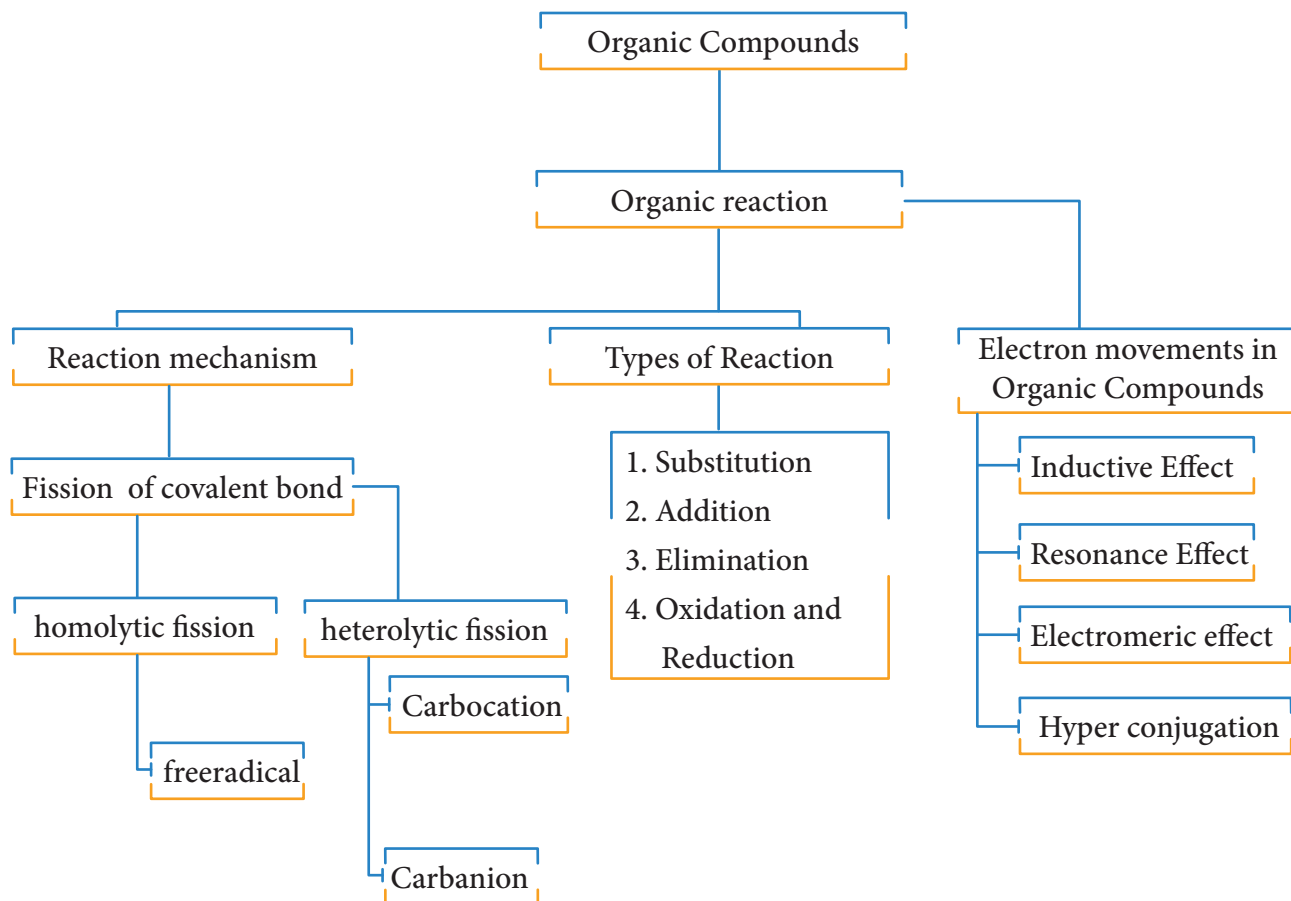 Organic Compounds
Organic reaction
Reaction mechanism
Types of Reaction
Electron movements in
Organic Compounds
Fission of covalent bond
homolytic fission
heterolytic fission
freeradical
Carbocation
Carbanion
1. Substitution
2. Addition
3. Elimination
4. Oxidation and
Reduction
Inductive Effect
Resonance Effect
Electromeric effect
Hyper conjugation